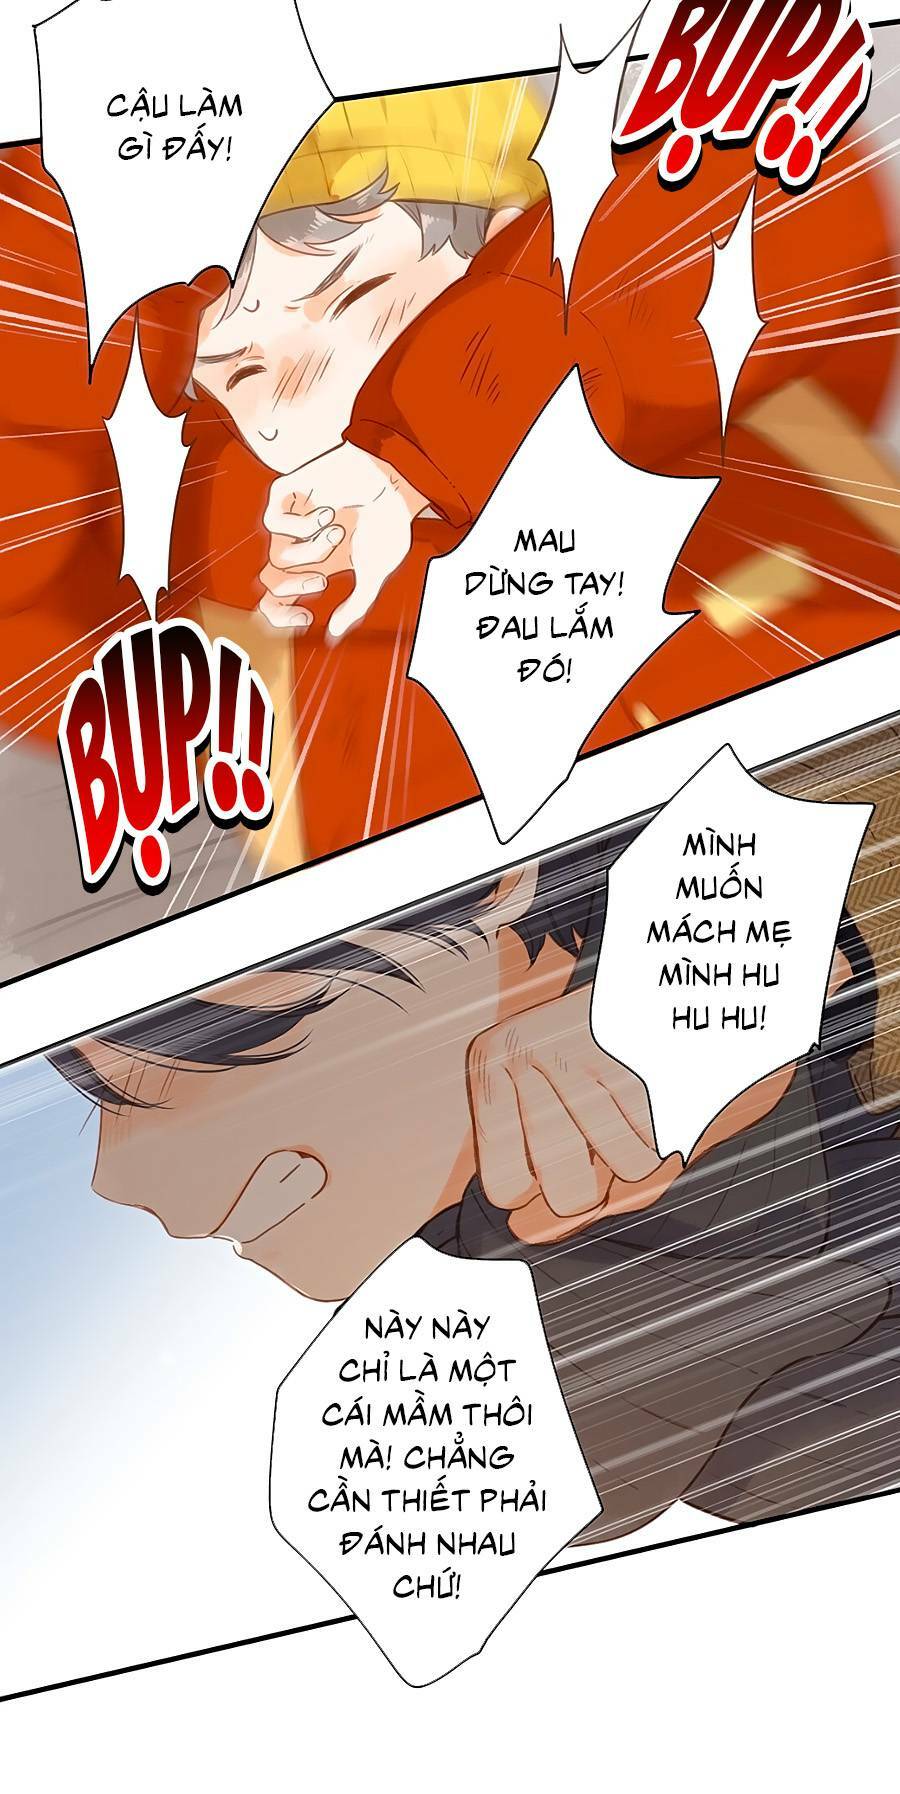 BỤP!!
CẬU LÀM
GÌ ĐẤY!
MAU
DỪNG TAY!
ĐAU LẮM
ĐÓ!
BỤP!!
MÌNH
MUỐN
MÁCH MẸ
MÌNH HU
HU HU!
NÀY NÀY
CHỈ LÀ MỘT
CÁI MẦM THÔI
MÀ! CHẲNG
CẦN THIẾT PHẢI
ĐÁNH NHAU
CHỨ!